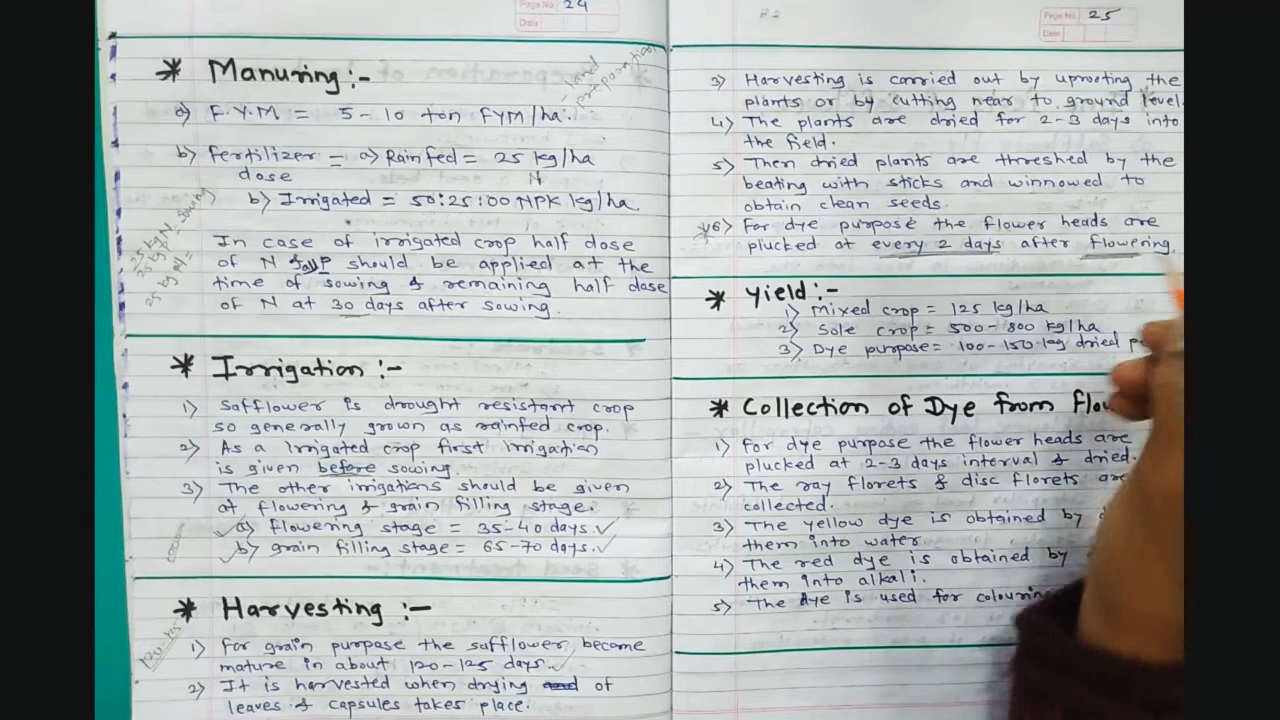 Page No. 24
Date
* Manuring :-
- land preparation
a) F.Y.M = 5-10 ton FYM/ha.
b) fertilizer = a) Rainfed = 25 kg/ha
dose N
b) Irrigated = 50:25:00 NPK kg/ha
25 kg N - Sowing
25 kg P
25 kg N =
In case of irrigated crop half dose
of N & all P should be applied at the
time of sowing & remaining half dose
of N at 30 days after sowing.
* Irrigation :-
1) Safflower is drought resistant crop
so generally grown as rainfed crop.
2) As a irrigated crop first irrigation
is given before sowing.
3) The other irrigations should be given
at flowering & grain filling stage.
a) flowering stage = 35-40 days.
b) grain filling stage = 65-70 days.
* Harvesting :-
1) For grain purpose the safflower become
mature in about 120-125 days.
2) It is harvested when drying of
leaves & capsules takes place.
Page No. 25
Date
3) Harvesting is carried out by uprooting the
plants or by cutting near to ground level.
4) The plants are dried for 2-3 days into
the field.
5) Then dried plants are threshed by the
beating with sticks and winnowed to
obtain clean seeds.
* 6) For dye purpose the flower heads are
plucked at every 2 days after flowering.
* Yield :-
1) Mixed crop = 125 kg/ha
2) Sole crop = 500-800 kg/ha
3) Dye purpose = 100-150 kg dried
* Collection of Dye from
1) For dye purpose the flower heads are
plucked at 2-3 days interval & dried.
2) The ray florets & disc florets are
collected.
3) The yellow dye is obtained by
them into water
4) The red dye is obtained by
them into alkali.
5) The dye is used for colouring